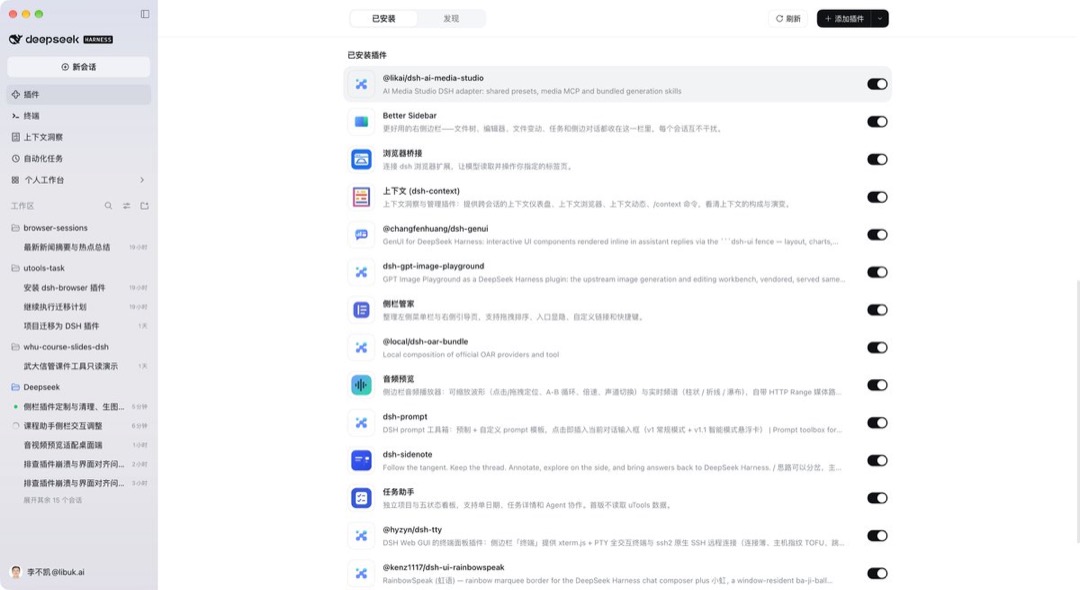 deepseek HARNESS
新会话
插件
终端
上下文洞察
自动化任务
个人工作台
工作区
browser-sessions
最新新闻摘要与热点总结 19小时
utools-task
安装 dsh-browser 插件 19小时
继续执行迁移计划 19小时
项目迁移为 DSH 插件 1天
whu-course-slides-dsh
武大信管课件工具只读演示 1天
Deepseek
侧栏插件定制与清理、生图... 5分钟
课程助手侧栏交互调整 6分钟
音视频预览适配桌面端 1小时
排查插件崩溃与界面对齐问... 2小时
排查插件崩溃与界面对齐问... 3小时
展开其余 15 个会话
李不凯@libuk.ai
已安装 发现
刷新 + 添加插件
已安装插件
@likai/dsh-ai-media-studio
AI Media Studio DSH adapter: shared presets, media MCP and bundled generation skills
Better Sidebar
更好用的右侧边栏——文件树、编辑器、文件变动、任务和侧边对话都收在这一栏里。每个会话互不干扰。
浏览器桥接
连接 dsh 浏览器扩展，让模型读取并操作你指定的标签页。
上下文 (dsh-context)
上下文洞察与管理插件：提供跨会话的上下文仪表盘、上下文浏览器、上下文动态、/context 命令，看清上下文的构成与演变。
@changfenhuang/dsh-genui
GenUI for DeepSeek Harness: interactive UI components rendered inline in assistant replies via the ```dsh-ui fence — layout, charts,...
dsh-gpt-image-playground
GPT Image Playground as a DeepSeek Harness plugin: the upstream image generation and editing workbench, vendored, served same...
侧栏管家
整理左侧菜单栏与右侧引导页，支持拖拽排序、入口显隐、自定义链接和快捷键。
@local/dsh-oar-bundle
Local composition of official OAR providers and tool
音频预览
侧边栏音频播放器：可缩放波形（点击/拖拽定位、A-B 循环、倍速、声道切换）与实时频谱（柱状 / 折线 / 瀑布），自带 HTTP Range 媒体路...
dsh-prompt
DSH prompt 工具箱：预制 + 自定义 prompt 模板，点击即插入当前对话输入框（v1 常规模式 + v1.1 智能模式悬浮卡）| Prompt toolbox for...
dsh-sidenote
Follow the tangent. Keep the thread. Annotate, explore on the side, and bring answers back to DeepSeek Harness. / 思路可以分岔，主...
任务助手
独立项目与五状态看板，支持单日期、任务详情和 Agent 协作。首版不读取 uTools 数据。
@hyzyn/dsh-tty
DSH Web GUI 的终端面板插件：侧边栏「终端」提供 xterm.js + PTY 全交互终端与 ssh2 原生 SSH 远程连接（连接簿、主机指纹 TOFU、跳...
@kenz1117/dsh-ui-rainbowspeak
RainbowSpeak (虹语) — rainbow marquee border for the DeepSeek Harness chat composer plus 小虹, a window-resident ba-ji-ball...